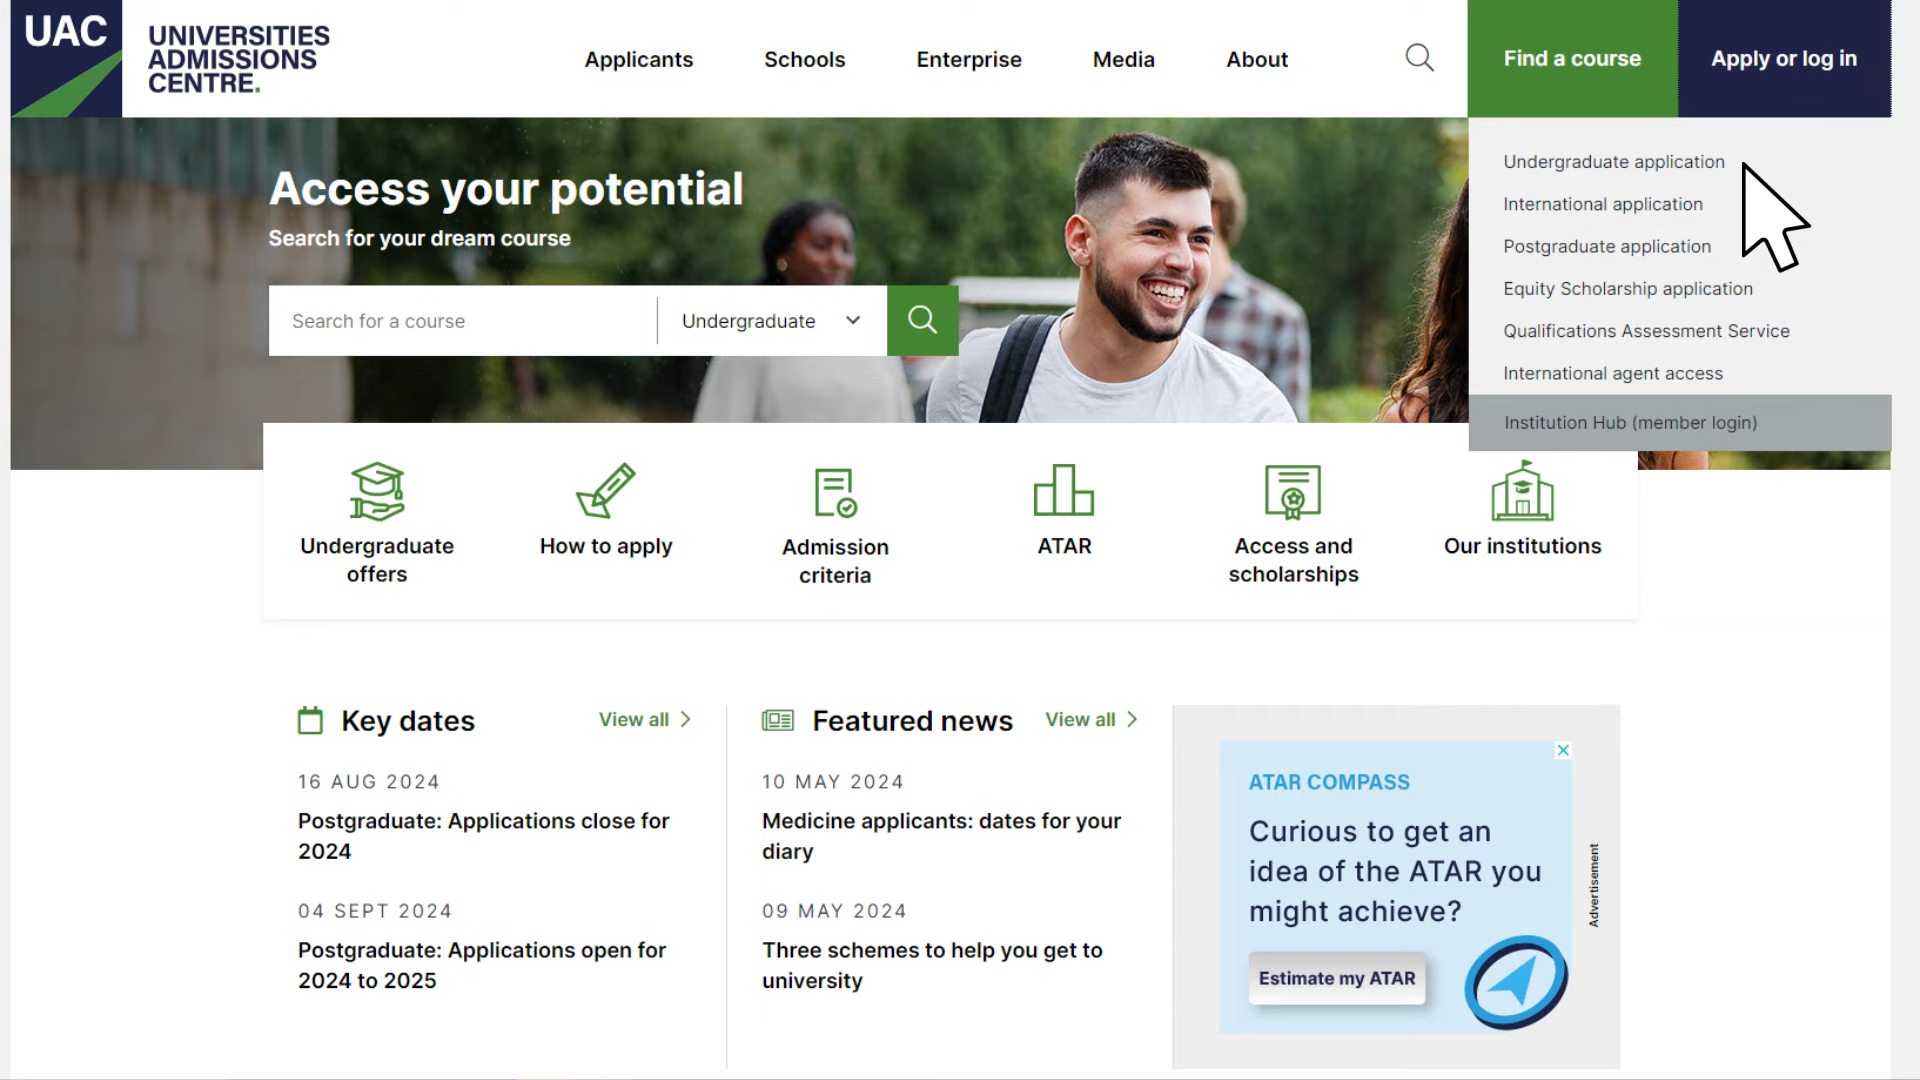 UAC
UNIVERSITIES
ADMISSIONS
CENTRE.
Applicants
Schools
Enterprise
Media
About
Find a course
Apply or log in
Undergraduate application
International application
Postgraduate application
Equity Scholarship application
Qualifications Assessment Service
International agent access
Institution Hub (member login)
Access your potential
Search for your dream course
Search for a course
Undergraduate
Undergraduate
offers
How to apply
Admission
criteria
ATAR
Access and
scholarships
Our institutions
Key dates
View all
16 AUG 2024
Postgraduate: Applications close for
2024
04 SEPT 2024
Postgraduate: Applications open for
2024 to 2025
Featured news
View all
10 MAY 2024
Medicine applicants: dates for your
diary
09 MAY 2024
Three schemes to help you get to
university
ATAR COMPASS
Curious to get an
idea of the ATAR you
might achieve?
Estimate my ATAR
Advertisement